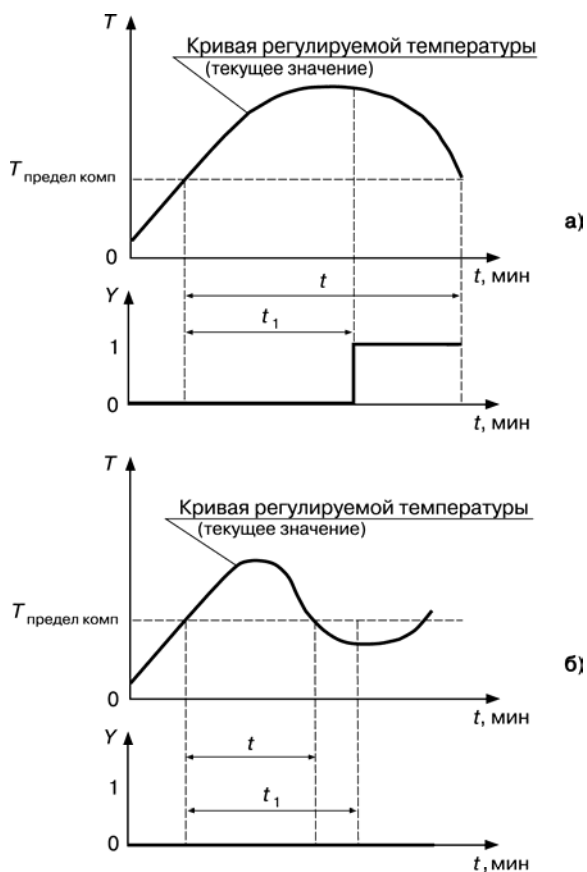 T
Кривая регулируемой температуры
(текущее значение)
T предел комп
а)
0
t, мин
Y
t
t 1
1
0
t, мин
T
Кривая регулируемой температуры
(текущее значение)
T предел комп
б)
0
t, мин
Y
t
1
t 1
0
t, мин